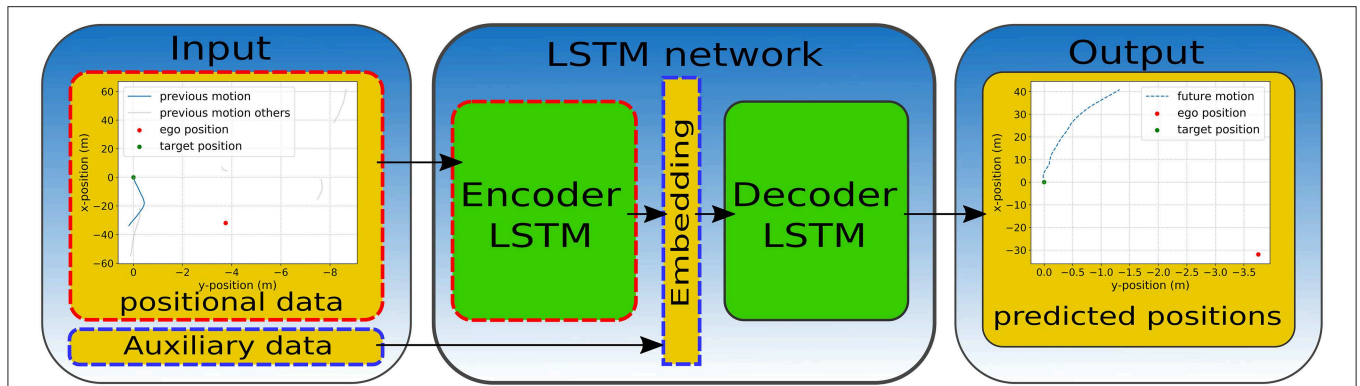 Input
60
40
20
0
−20
−40
−60
x-position (m)
previous motion
previous motion others
ego position
target position
0
−2
−4
−6
−8
y-position (m)
positional data
Auxiliary data
LSTM network
Encoder
LSTM
Embedding
Decoder
LSTM
Output
40
30
20
10
0
−10
−20
−30
x-position (m)
future motion
ego position
target position
0.0
−0.5
−1.0
−1.5
−2.0
−2.5
−3.0
−3.5
y-position (m)
predicted positions